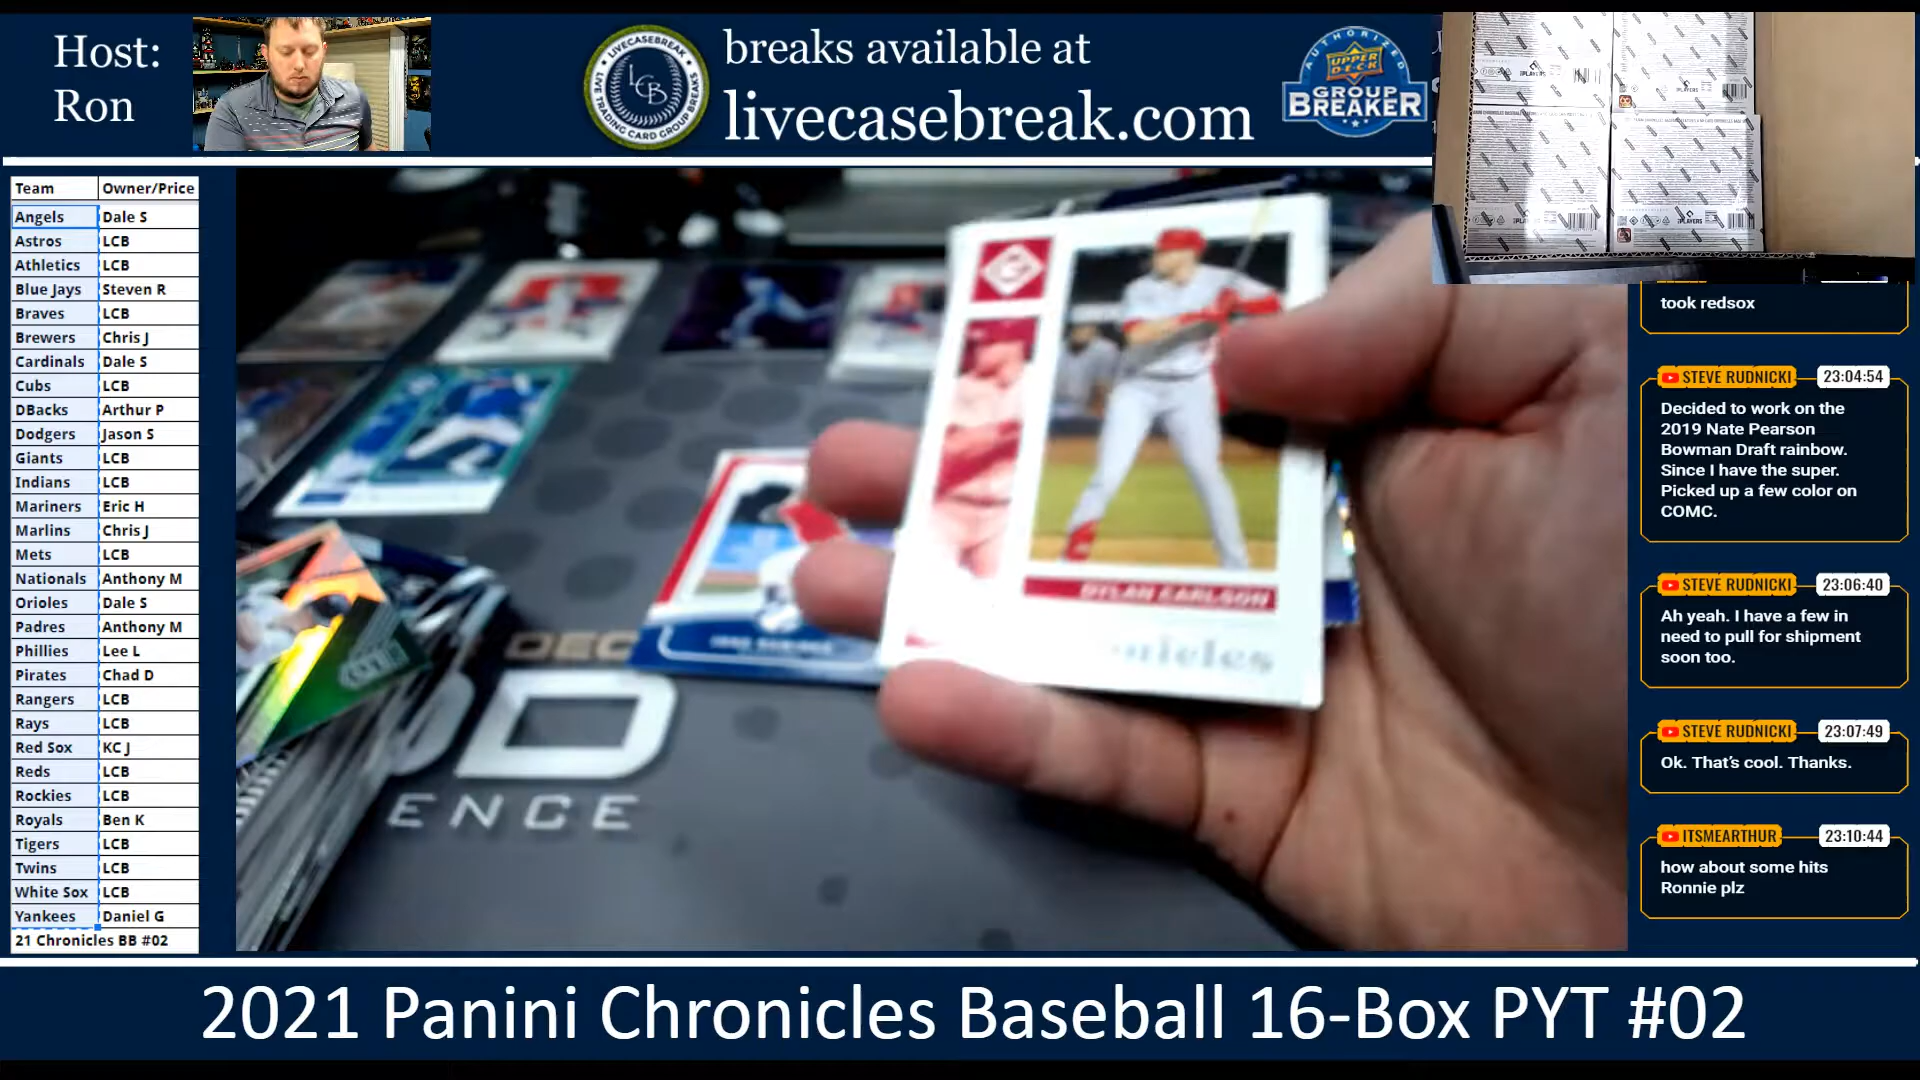 Host:
Ron
LIVECASEBREAK
LCB
LIVE TRADING CARD GROUP BREAKS
breaks available at
livecasebreak.com
AUTHORIZED
UPPER DECK
GROUP
BREAKER
Team Owner/Price
Angels Dale S
Astros LCB
Athletics LCB
Blue Jays Steven R
Braves LCB
Brewers Chris J
Cardinals Dale S
Cubs LCB
DBacks Arthur P
Dodgers Jason S
Giants LCB
Indians LCB
Mariners Eric H
Marlins Chris J
Mets LCB
Nationals Anthony M
Orioles Dale S
Padres Anthony M
Phillies Lee L
Pirates Chad D
Rangers LCB
Rays LCB
Red Sox KC J
Reds LCB
Rockies LCB
Royals Ben K
Tigers LCB
Twins LCB
White Sox LCB
Yankees Daniel G
21 Chronicles BB #02
DYLAN CARLSON
nicles
DEC
D
ENCE
took redsox
STEVE RUDNICKI 23:04:54
Decided to work on the
2019 Nate Pearson
Bowman Draft rainbow.
Since I have the super.
Picked up a few color on
COMC.
STEVE RUDNICKI 23:06:40
Ah yeah. I have a few in
need to pull for shipment
soon too.
STEVE RUDNICKI 23:07:49
Ok. That's cool. Thanks.
ITSMEARTHUR 23:10:44
how about some hits
Ronnie plz
2021 Panini Chronicles Baseball 16-Box PYT #02